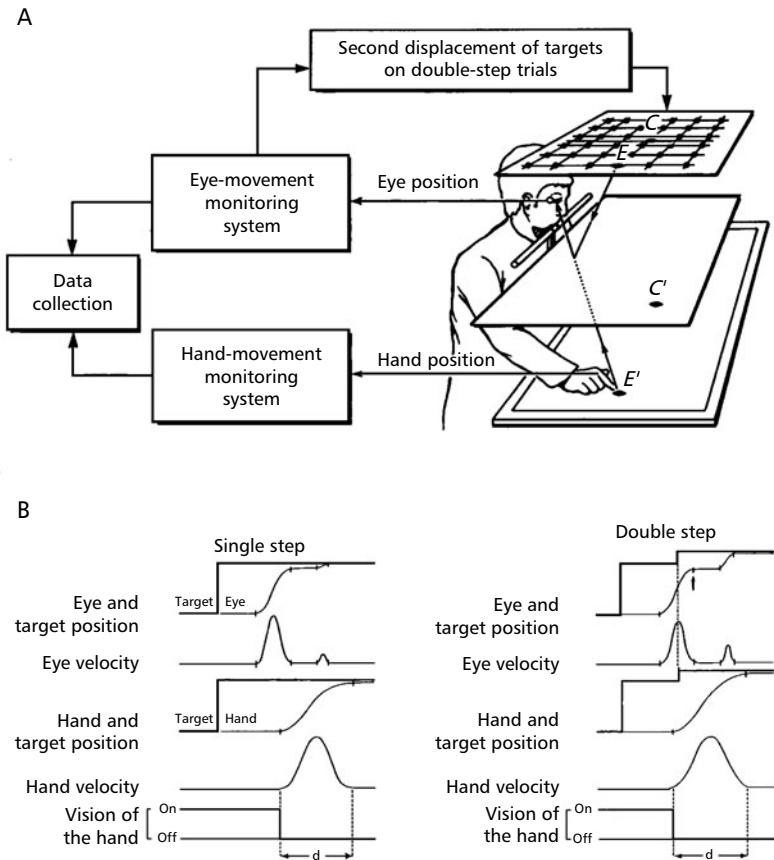 A
Second displacement of targets
on double-step trials
C
E
Eye-movement
monitoring
system
Eye position
Data
collection
C'
Hand-movement
monitoring
system
Hand position
E'
B
Single step
Double step
Target
Eye
Eye and
target position
Eye and
target position
Eye velocity
Eye velocity
Target
Hand
Hand and
target position
Hand and
target position
Hand velocity
Hand velocity
Vision of
the hand
On
Off
d
Vision of
the hand
On
Off
d